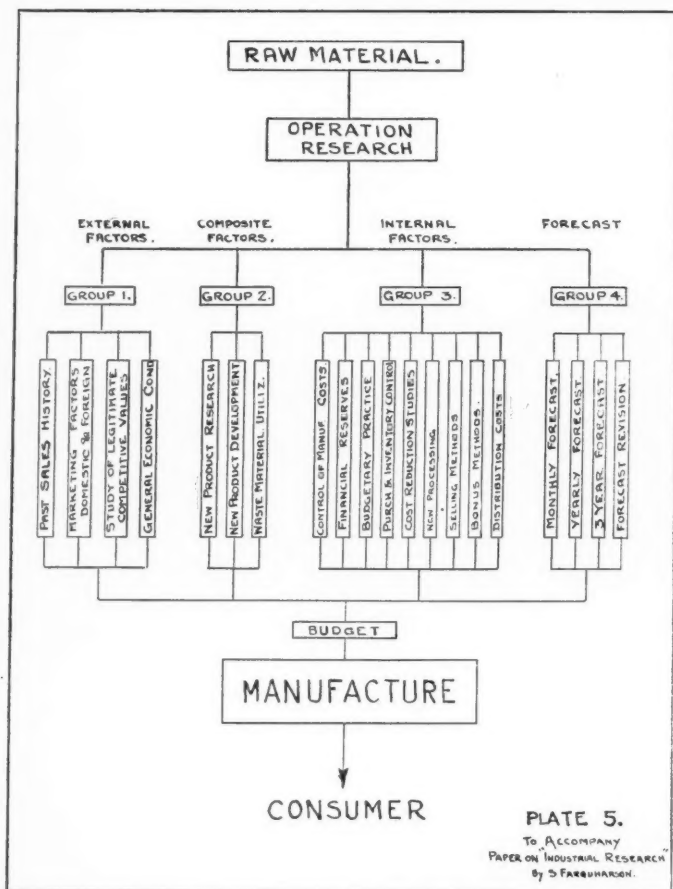 RAW MATERIAL.
OPERATION
RESEARCH
EXTERNAL
FACTORS.
COMPOSITE
FACTORS.
INTERNAL
FACTORS.
FORECAST
GROUP 1.
GROUP 2.
GROUP 3.
GROUP 4.
PAST SALES HISTORY.
MARKETING FACTORS
DOMESTIC & FOREIGN
STUDY OF LEGITIMATE
COMPETITIVE VALUES
GENERAL ECONOMIC COND
NEW PRODUCT RESEARCH
NEW PRODUCT DEVELOPMENT
WASTE MATERIAL UTILIZ.
CONTROL OF MANUF. COSTS
FINANCIAL RESERVES
BUDGETARY PRACTICE
PURCH & INVENTORY CONTROL
COST REDUCTION STUDIES
NEW PROCESSING.
SELLING METHODS
BONUS METHODS.
DISTRIBUTION COSTS
MONTHLY FORECAST.
YEARLY FORECAST
3 YEAR FORECAST
FORECAST REVISION
BUDGET
MANUFACTURE
CONSUMER
PLATE 5.
TO ACCOMPANY
PAPER ON "INDUSTRIAL RESEARCH"
BY S FARQUHARSON.